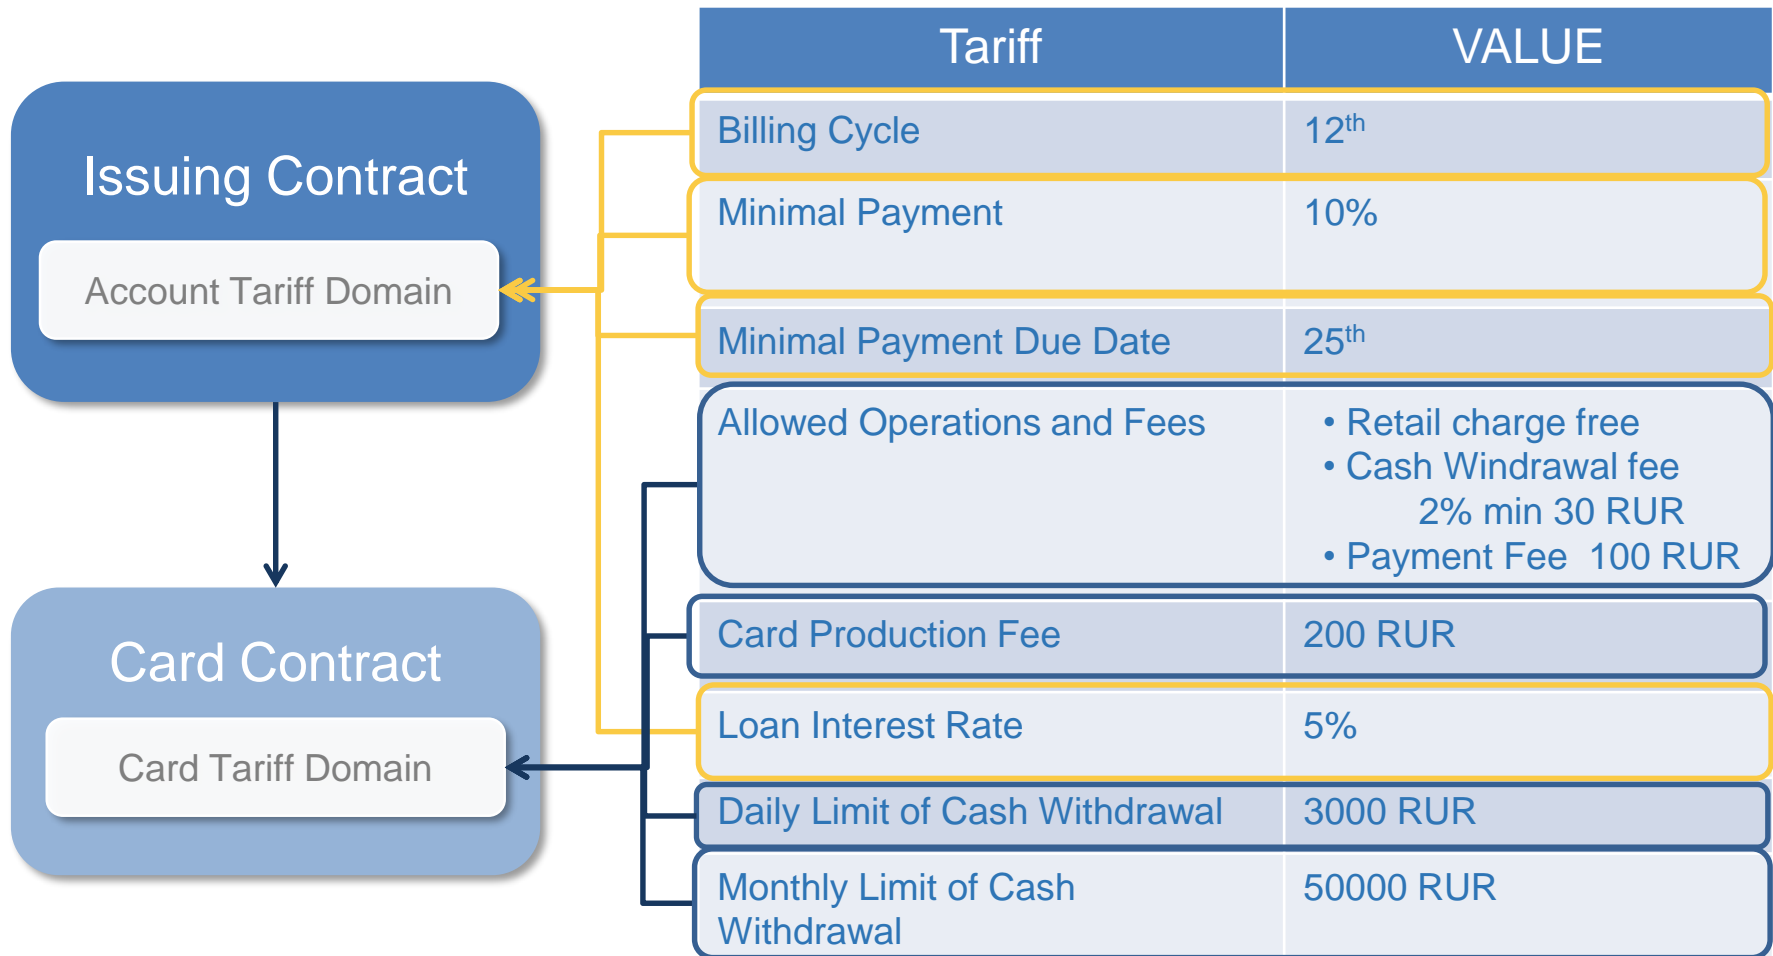 Tariff VALUE
Issuing Contract
Account Tariff Domain
Card Contract
Card Tariff Domain
Billing Cycle 12th
Minimal Payment 10%
Minimal Payment Due Date 25th
Allowed Operations and Fees • Retail charge free
• Cash Windrawal fee
2% min 30 RUR
• Payment Fee 100 RUR
Card Production Fee 200 RUR
Loan Interest Rate 5%
Daily Limit of Cash Withdrawal 3000 RUR
Monthly Limit of Cash 50000 RUR
Withdrawal